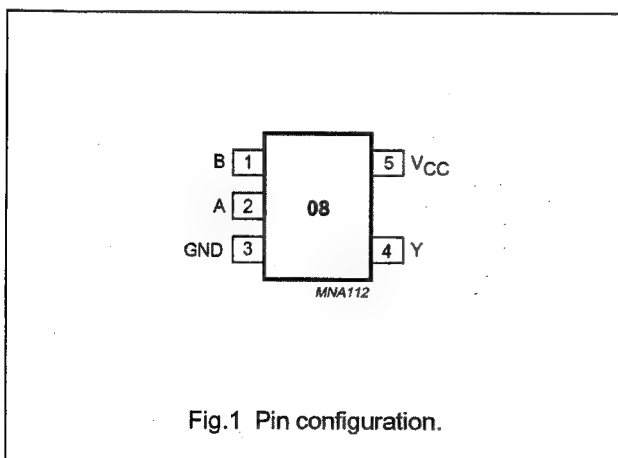 B 1 5 VCC
A 2 08
GND 3 4 Y
MNA112
Fig.1 Pin configuration.